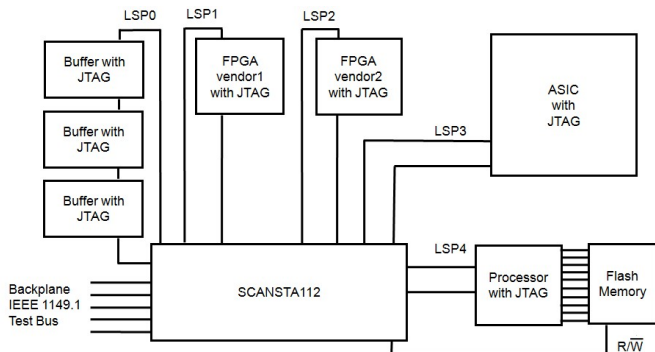 LSP0
LSP1
LSP2
Buffer with
JTAG
FPGA
vendor1
with JTAG
FPGA
vendor2
with JTAG
ASIC
with
JTAG
Buffer with
JTAG
LSP3
Buffer with
JTAG
LSP4
Backplane
IEEE 1149.1
Test Bus
SCANSTA112
Processor
with JTAG
Flash
Memory
R/W̅